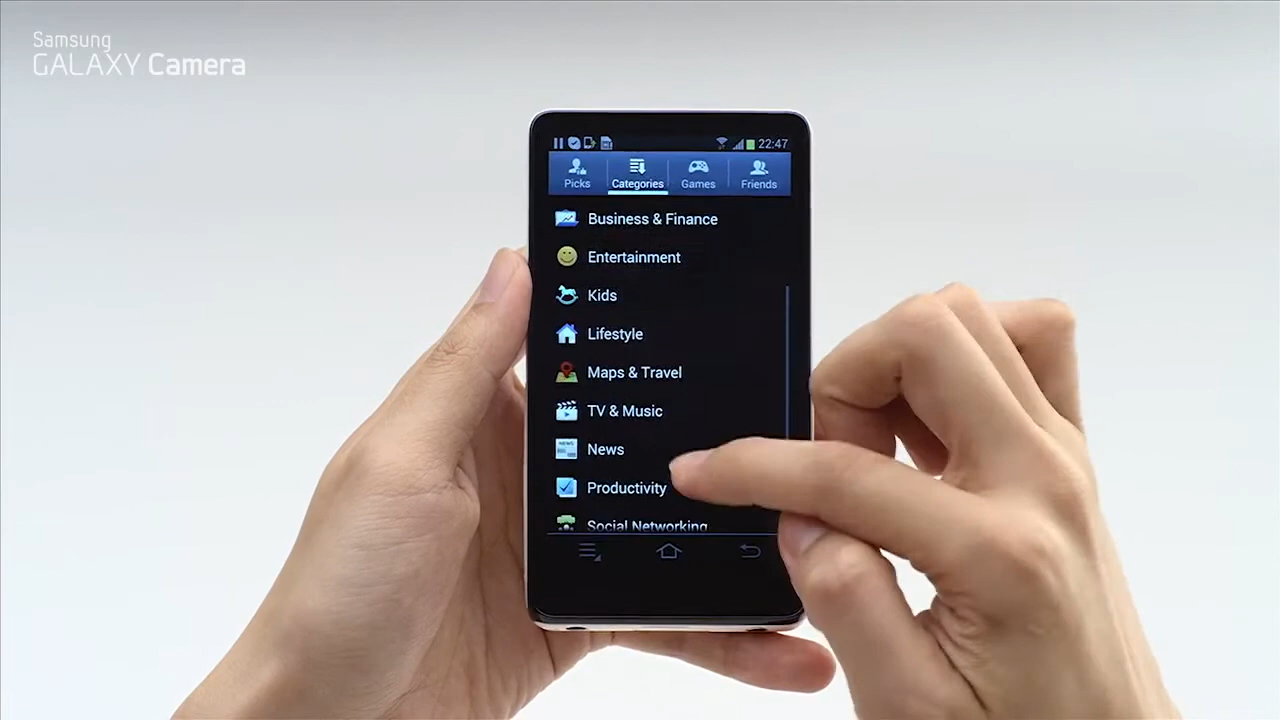 Samsung
GALAXY Camera
22:47
Picks
Categories
Games
Friends
Business & Finance
Entertainment
Kids
Lifestyle
Maps & Travel
TV & Music
NEWS
News
Productivity
Social Networking